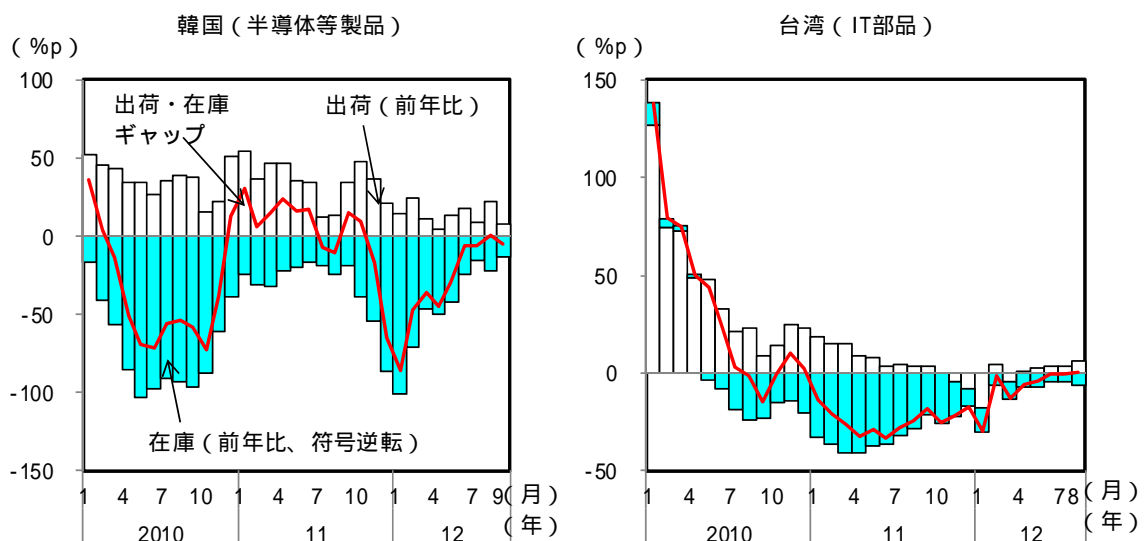 韓国（半導体等製品）
（%p）
100
50
0
-50
-100
-150
出荷・在庫
ギャップ
出荷（前年比）
在庫（前年比、符号逆転）
1 4 7 10 1 4 7 10 1 4 7 9（月）
2010 11 12（年）
台湾（IT部品）
（%p）
150
100
50
0
-50
1 4 7 10 1 4 7 10 1 4 7 8（月）
2010 11 12（年）